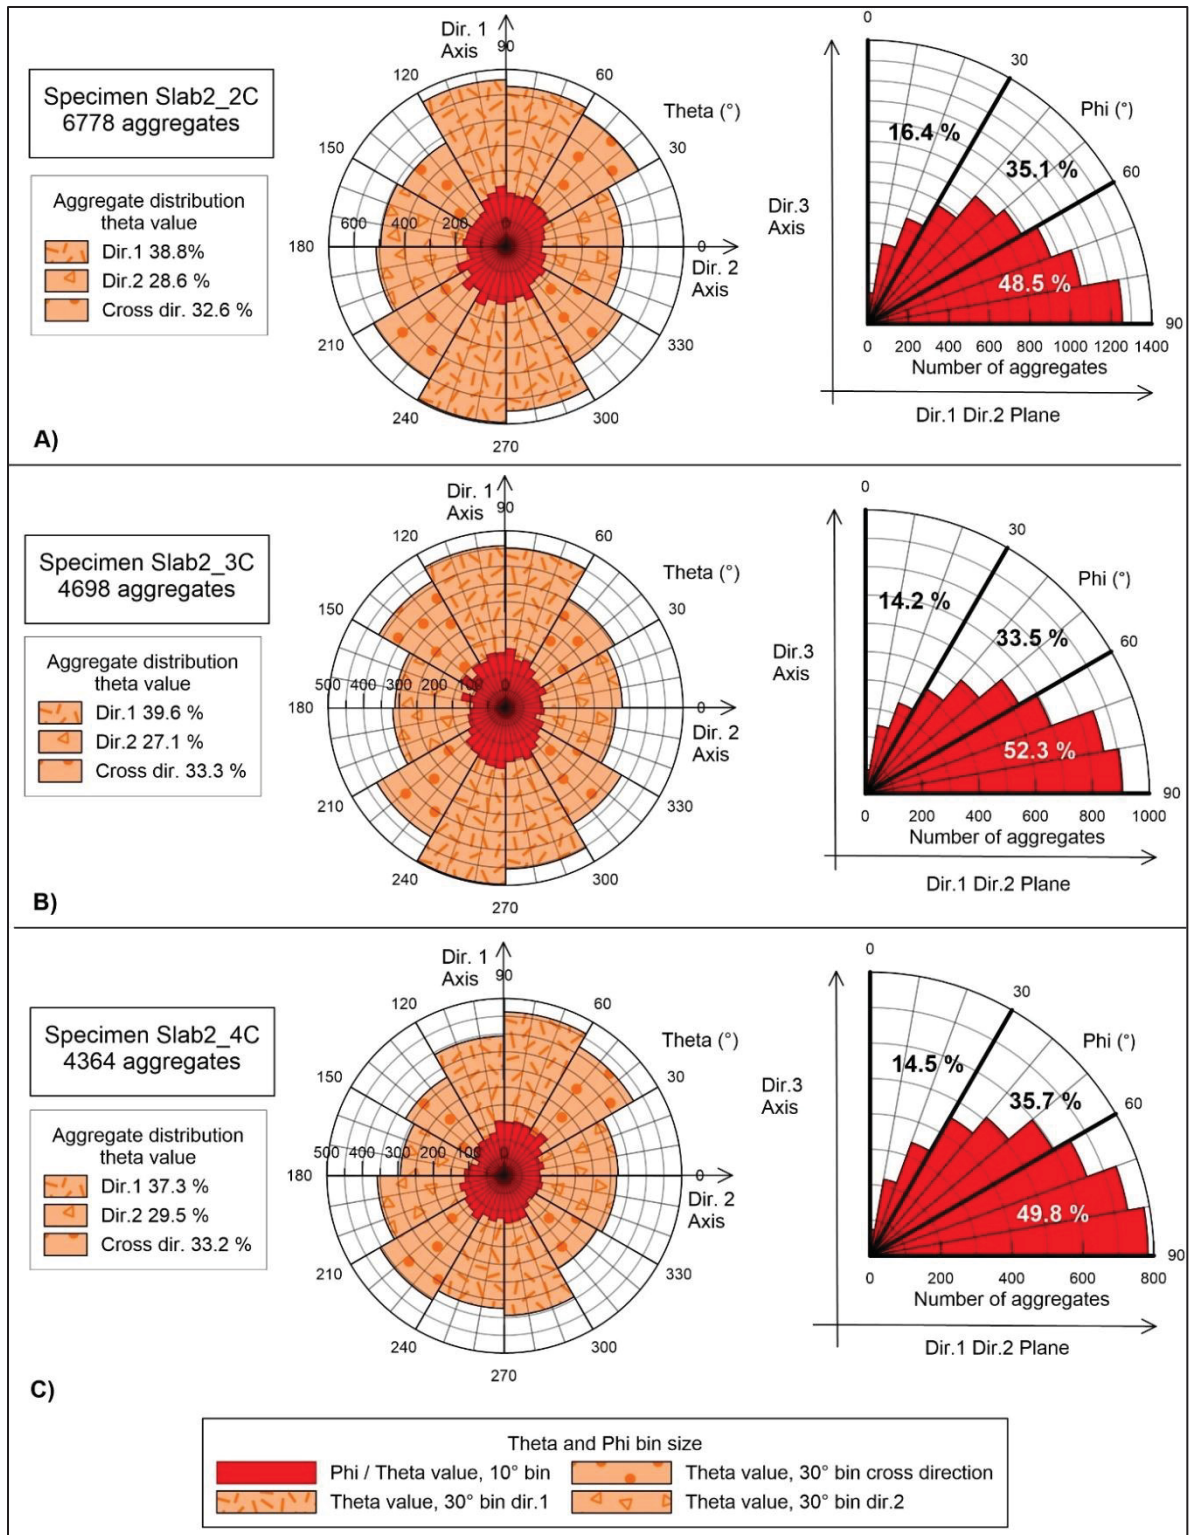 Specimen Slab2_2C
6778 aggregates
Aggregate distribution
theta value
Dir.1 38.8%
Dir.2 28.6 %
Cross dir. 32.6 %
A)
Dir. 1
Axis
90
120
60
Theta (°)
150
30
600 400 200 0
180
0
Dir. 2
Axis
210
330
240
300
270
0
30
Phi (°)
16.4 %
35.1 %
60
Dir.3
Axis
48.5 %
90
0 200 400 600 800 1000 1200 1400
Number of aggregates
Dir.1 Dir.2 Plane
Specimen Slab2_3C
4698 aggregates
Aggregate distribution
theta value
Dir.1 39.6 %
Dir.2 27.1 %
Cross dir. 33.3 %
B)
Dir. 1
Axis
90
120
60
Theta (°)
150
30
500 400 300 200 100 0
180
0
Dir. 2
Axis
210
330
240
300
270
0
30
Phi (°)
14.2 %
33.5 %
60
Dir.3
Axis
52.3 %
90
0 200 400 600 800 1000
Number of aggregates
Dir.1 Dir.2 Plane
Specimen Slab2_4C
4364 aggregates
Aggregate distribution
theta value
Dir.1 37.3 %
Dir.2 29.5 %
Cross dir. 33.2 %
C)
Dir. 1
Axis
90
120
60
Theta (°)
150
30
500 400 300 200 100 0
180
0
Dir. 2
Axis
210
330
240
300
270
0
30
Phi (°)
14.5 %
35.7 %
60
Dir.3
Axis
49.8 %
90
0 200 400 600 800
Number of aggregates
Dir.1 Dir.2 Plane
Theta and Phi bin size
Phi / Theta value, 10° bin
Theta value, 30° bin cross direction
Theta value, 30° bin dir.1
Theta value, 30° bin dir.2